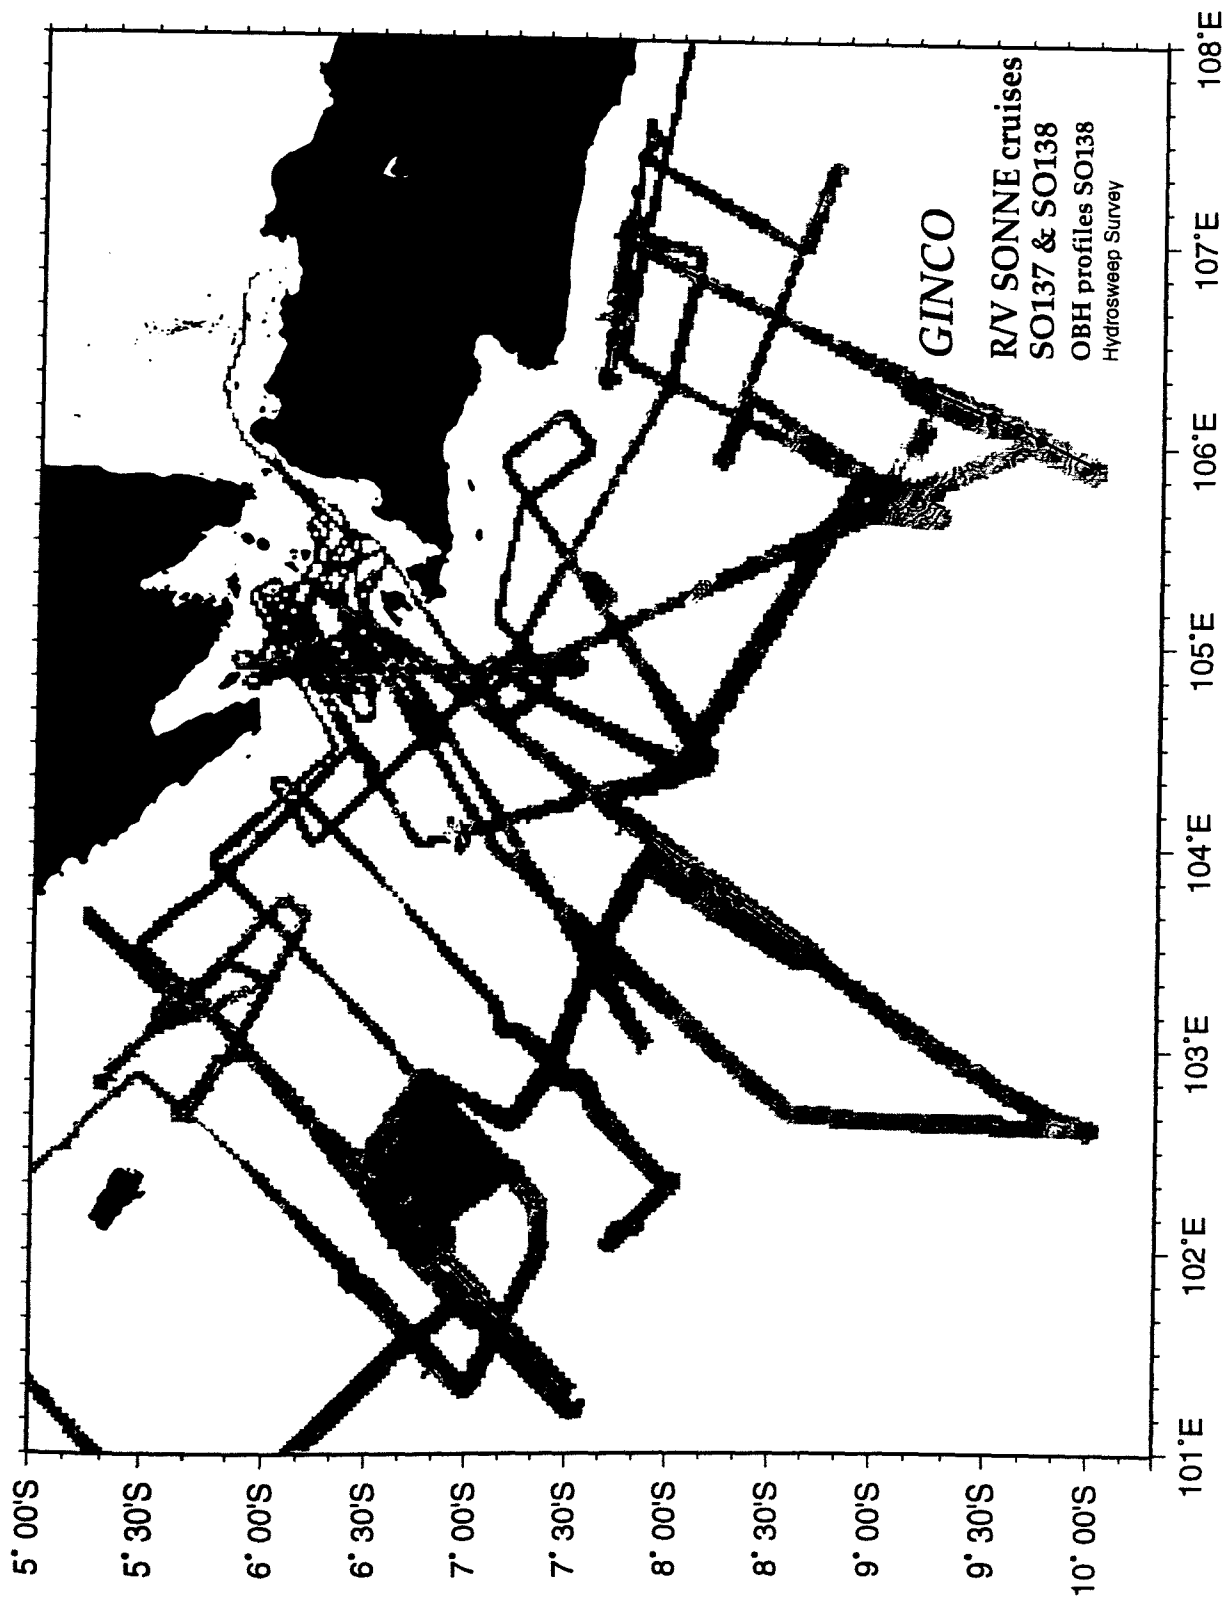 GINCO
R/V SONNE cruises
SO137 & SO138
OBH profiles SO138
Hydrosweep Survey
5˚ 00'S
5˚ 30'S
6˚ 00'S
6˚ 30'S
7˚ 00'S
7˚ 30'S
8˚ 00'S
8˚ 30'S
9˚ 00'S
9˚ 30'S
10˚ 00'S
101˚E
102˚E
103˚E
104˚E
105˚E
106˚E
107˚E
108˚E